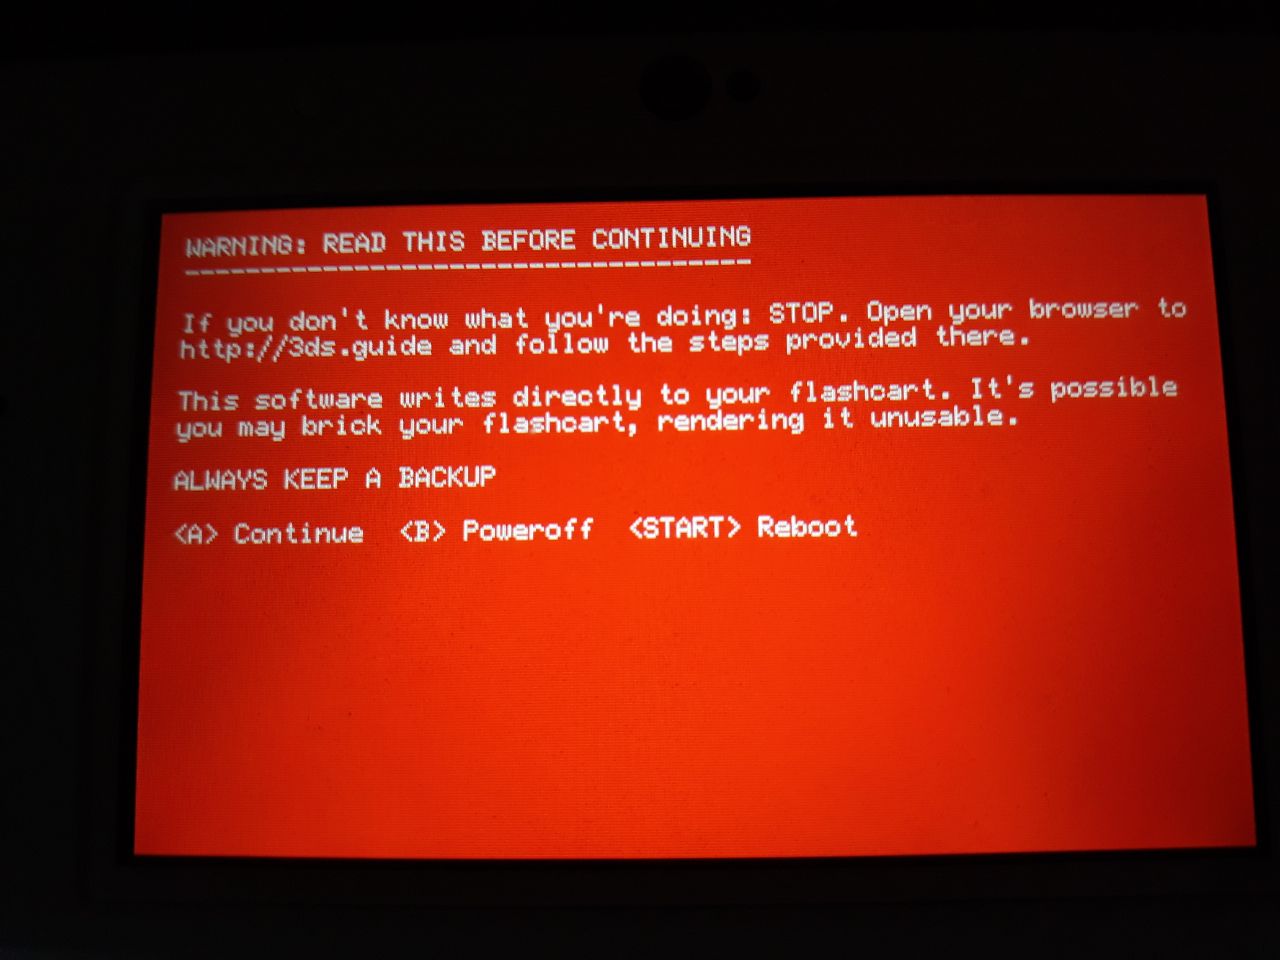 WARNING: READ THIS BEFORE CONTINUING
------------------------------------
If you don't know what you're doing: STOP. Open your browser to
http://3ds.guide and follow the steps provided there.
This software writes directly to your flashcart. It's possible
you may brick your flashcart, rendering it unusable.
ALWAYS KEEP A BACKUP
<A> Continue  <B> Poweroff  <START> Reboot